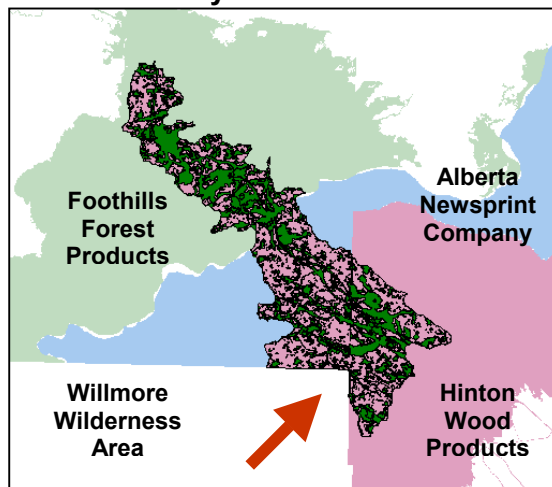 Foothills
Forest
Products
Alberta
Newsprint
Company
Willmore
Wilderness
Area
Hinton
Wood
Products